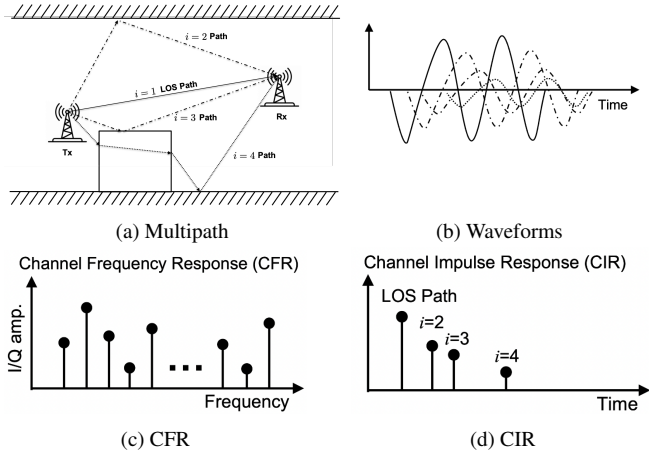 i = 2 Path
i = 1 LOS Path
Rx
i = 3 Path
Tx
i = 4 Path
Time
(a) Multipath
(b) Waveforms
Channel Frequency Response (CFR)
I/Q amp.
Frequency
(c) CFR
Channel Impulse Response (CIR)
LOS Path
i=2
i=3
i=4
Time
(d) CIR